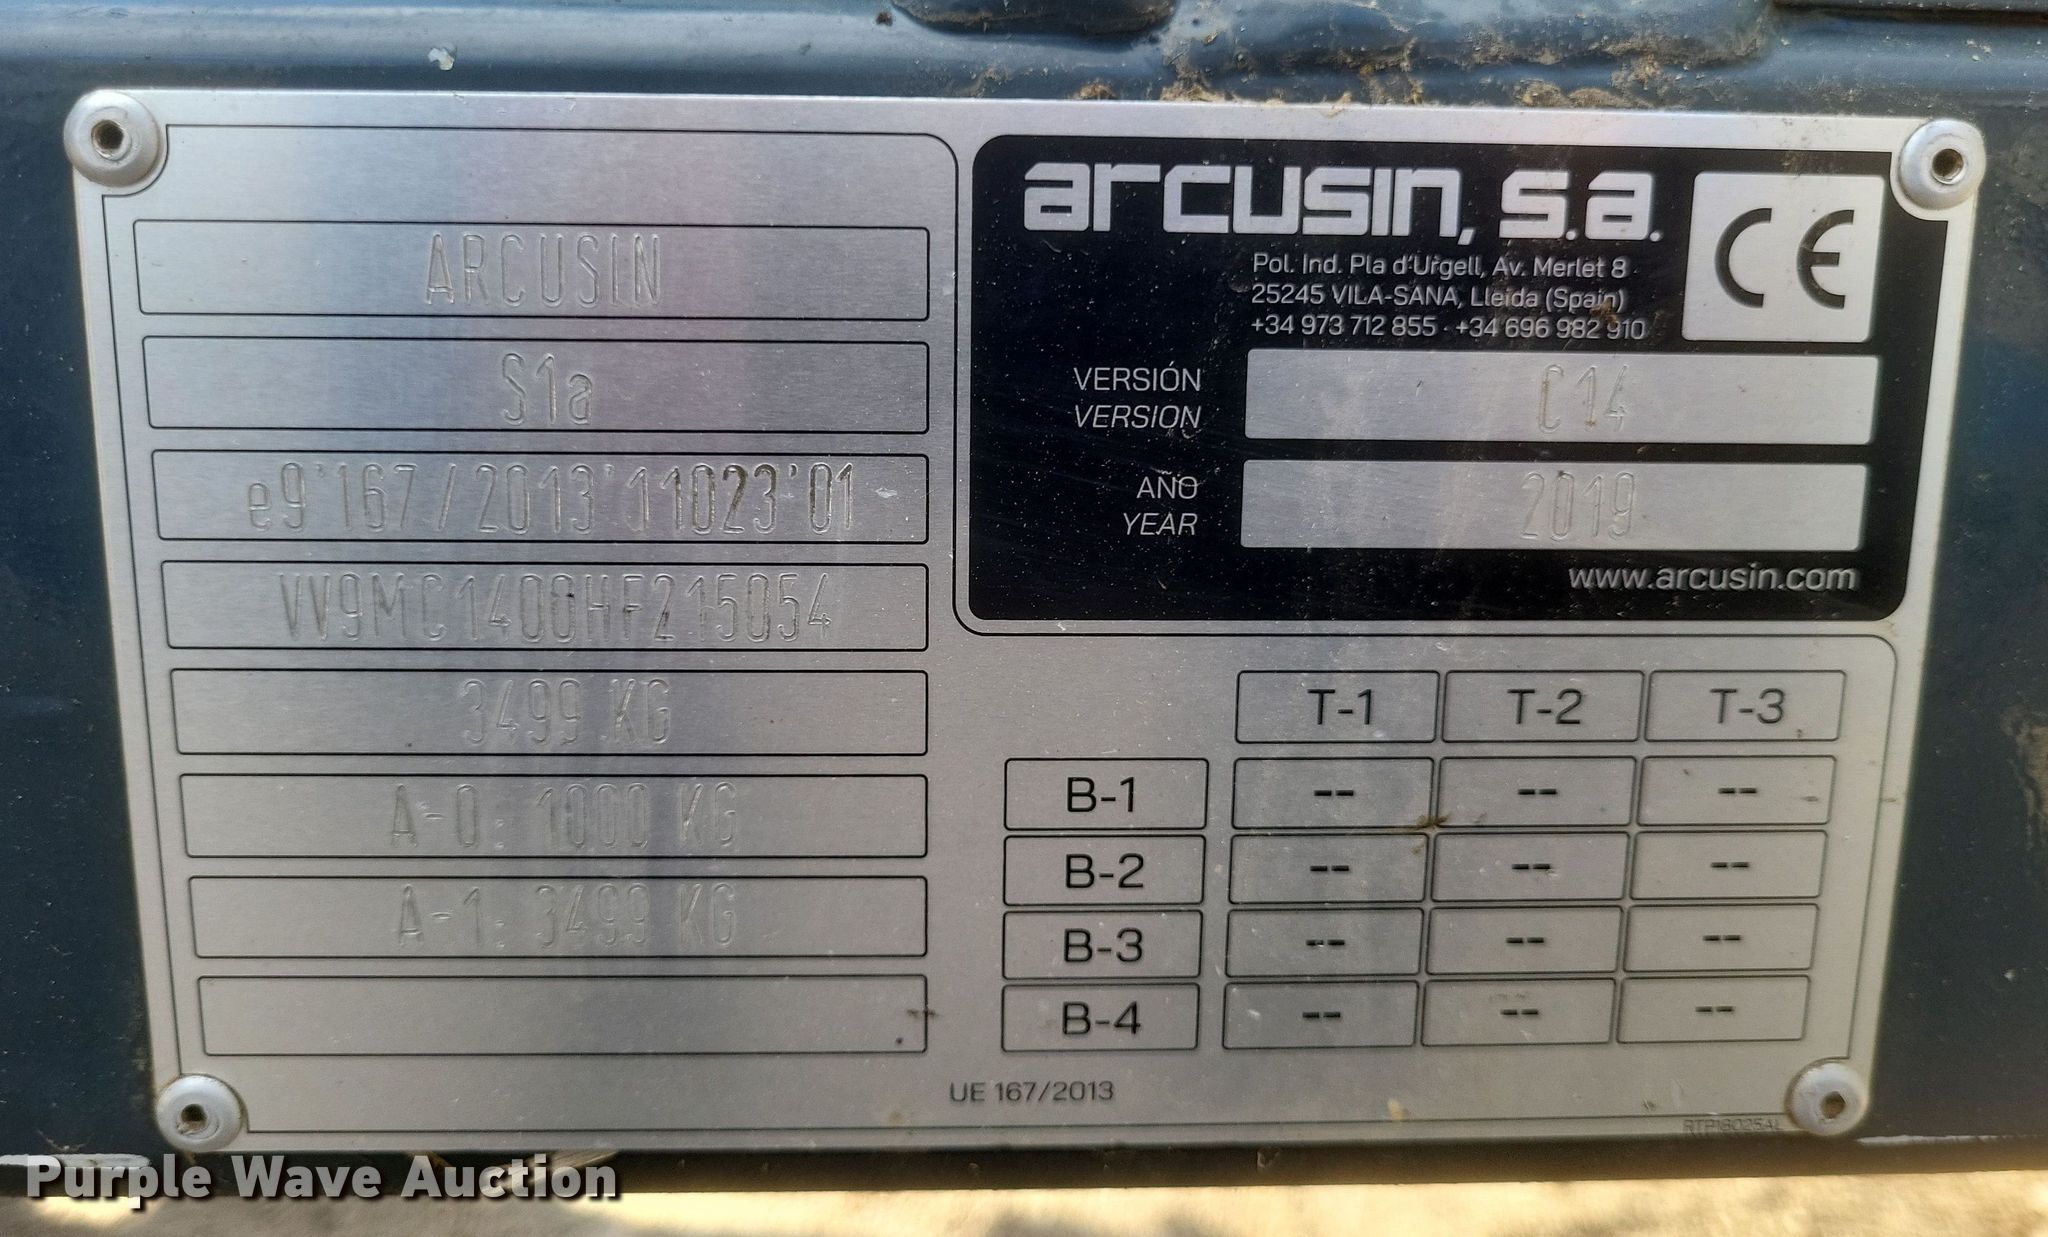 ARCUSIN
S1a
e9*167/2013*11023*01
VV9MC1400HF215054
3499 KG
A-0: 1000 KG
A-1: 3499 KG
arcusin, s.a.
CE
Pol. Ind. Pla d'Urgell, Av. Merlet 8
25245 VILA-SANA, Lleida (Spain)
+34 973 712 855 · +34 696 982 910
VERSIÓN
VERSION
C14
AÑO
YEAR
2019
www.arcusin.com
T-1 T-2 T-3
B-1 -- -- --
B-2 -- -- --
B-3 -- -- --
B-4 -- -- --
UE 167/2013
RTP18025AL
Purple Wave Auction